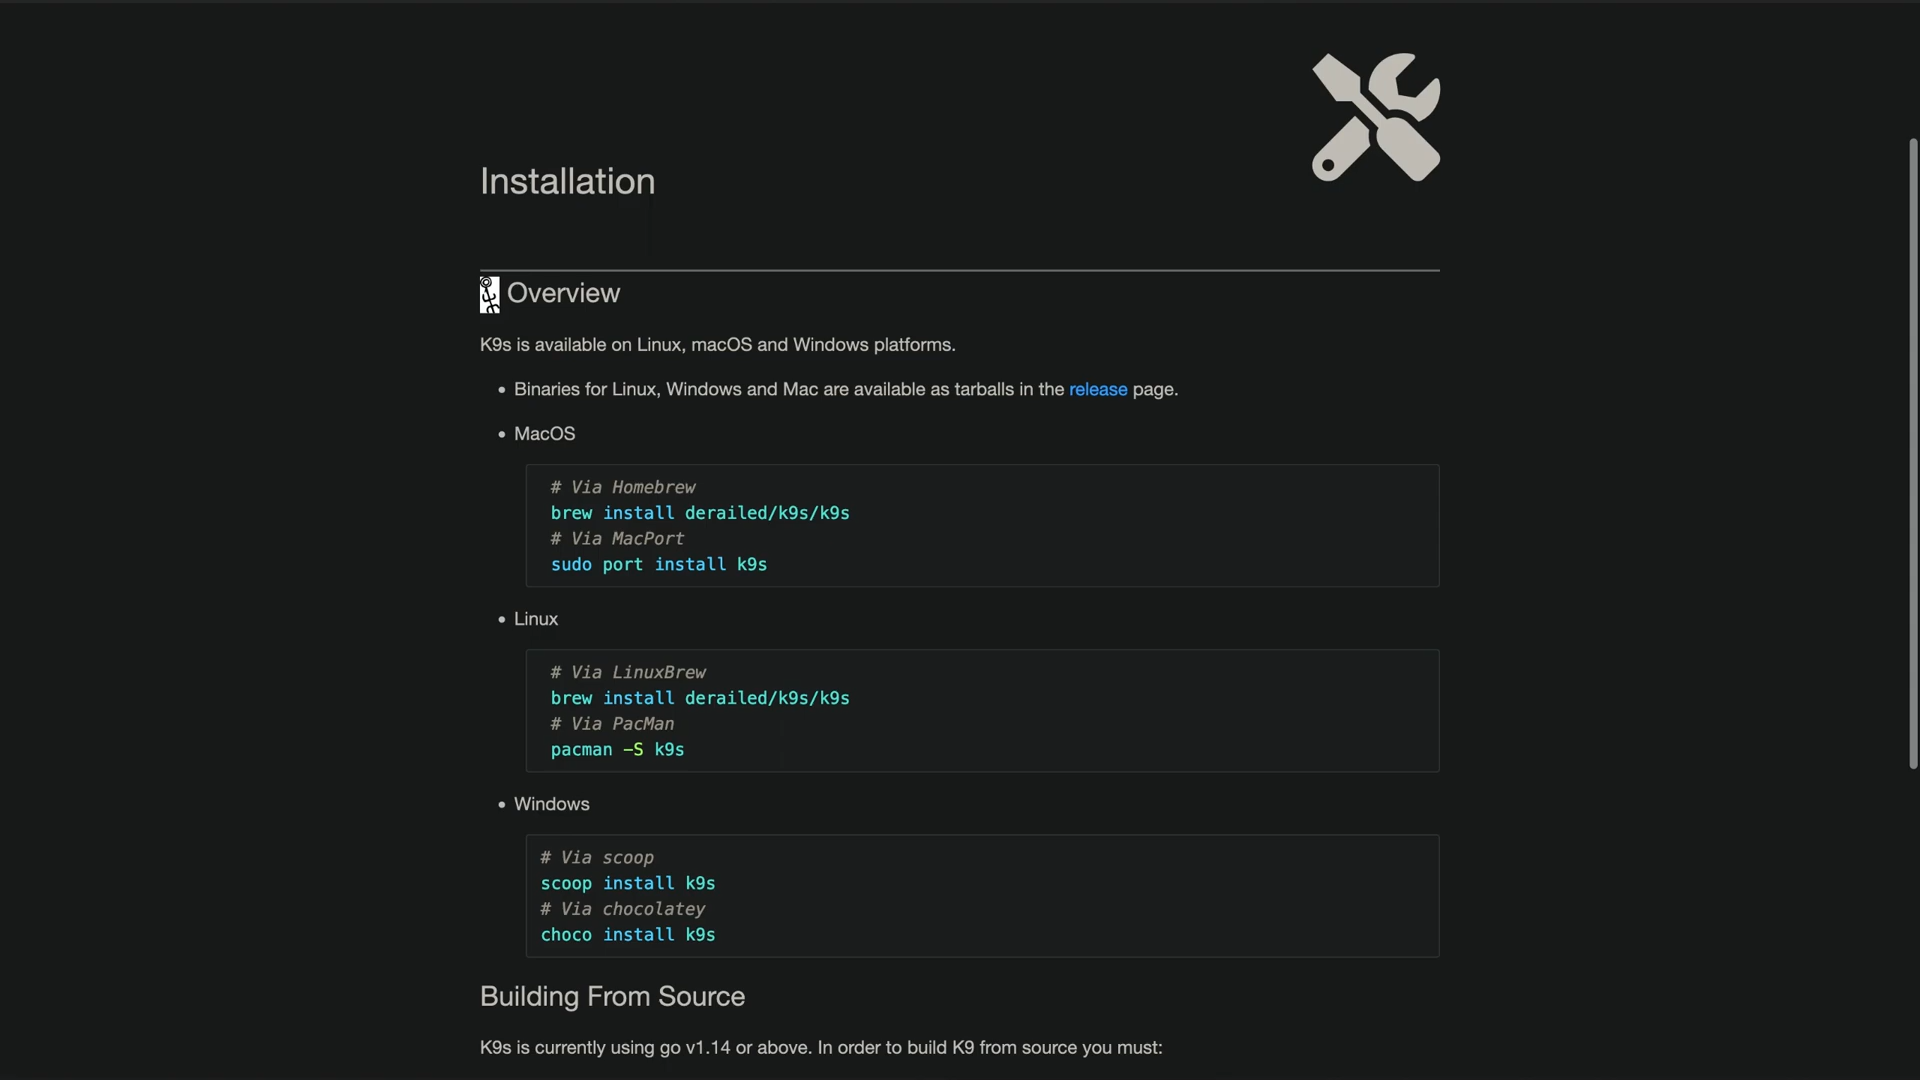 Installation
Overview
K9s is available on Linux, macOS and Windows platforms.
• Binaries for Linux, Windows and Mac are available as tarballs in the release page.
• MacOS
# Via Homebrew
brew install derailed/k9s/k9s
# Via MacPort
sudo port install k9s
• Linux
# Via LinuxBrew
brew install derailed/k9s/k9s
# Via PacMan
pacman -S k9s
• Windows
# Via scoop
scoop install k9s
# Via chocolatey
choco install k9s
Building From Source
K9s is currently using go v1.14 or above. In order to build K9 from source you must: